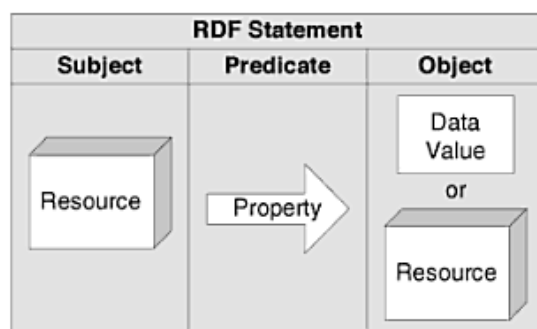 RDF Statement
Subject Predicate Object
Resource
Property
Data
Value
or
Resource